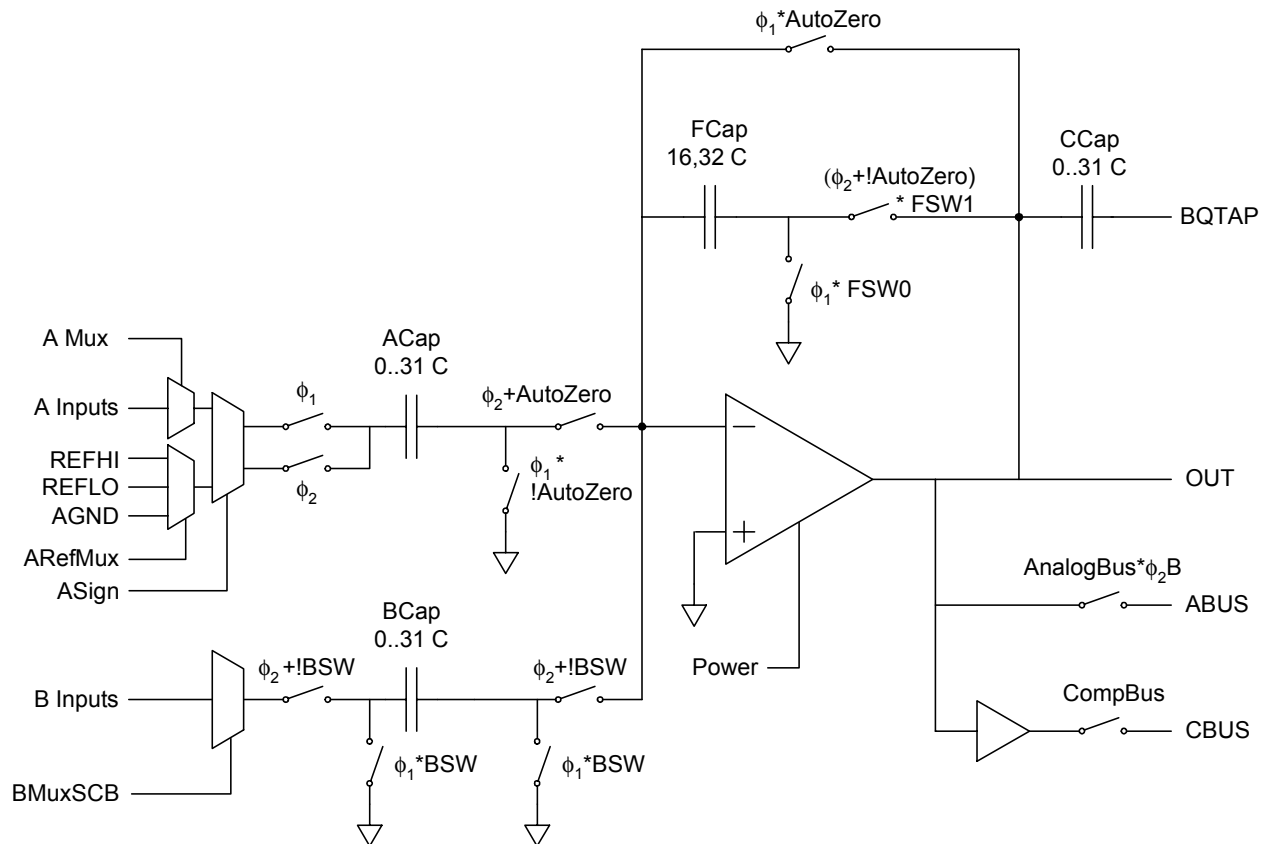 ϕ1*AutoZero
FCap
16,32 C
CCap
0..31 C
(ϕ2+!AutoZero)
* FSW1
BQTAP
ϕ1* FSW0
A Mux
ACap
0..31 C
A Inputs
ϕ1
ϕ2+AutoZero
REFHI
REFLO
AGND
ϕ2
ϕ1*
!AutoZero
OUT
ARefMux
ASign
AnalogBus*ϕ2B
ABUS
BCap
0..31 C
Power
ϕ2+!BSW
ϕ2+!BSW
B Inputs
CompBus
CBUS
ϕ1*BSW
ϕ1*BSW
BMuxSCB